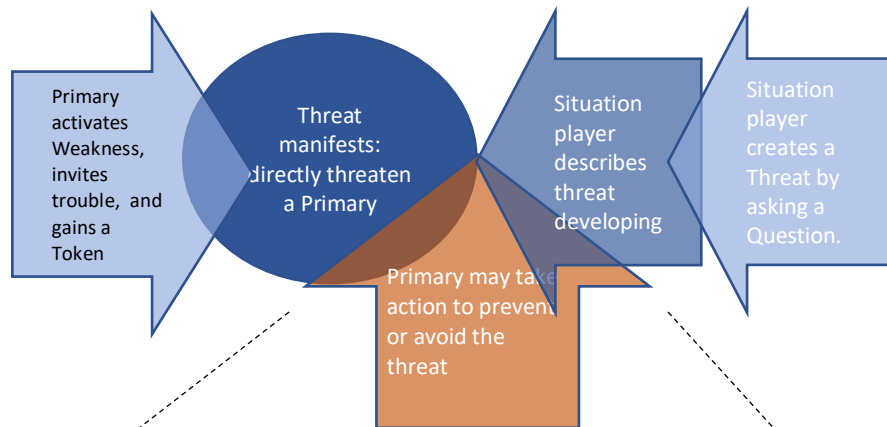 Primary
activates
Weakness,
invites
trouble, and
gains a
Token
Threat
manifests:
directly threaten
a Primary
Situation
player
describes
threat
developing
Situation
player
creates a
Threat by
asking a
Question.
Primary may take
action to prevent
or avoid the
threat